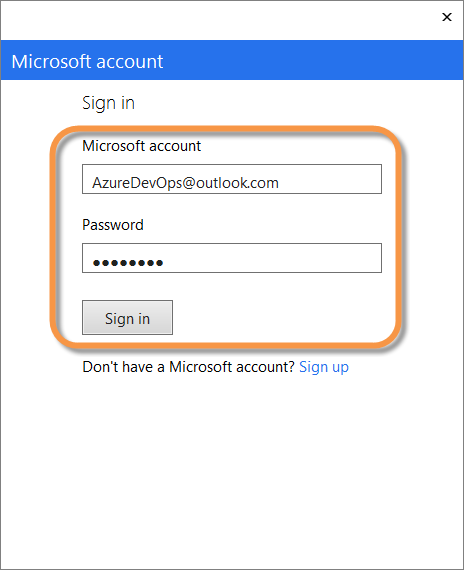 Microsoft account
Sign in
Microsoft account
AzureDevOps@outlook.com
Password
●●●●●●●●
Sign in
Don't have a Microsoft account? Sign up